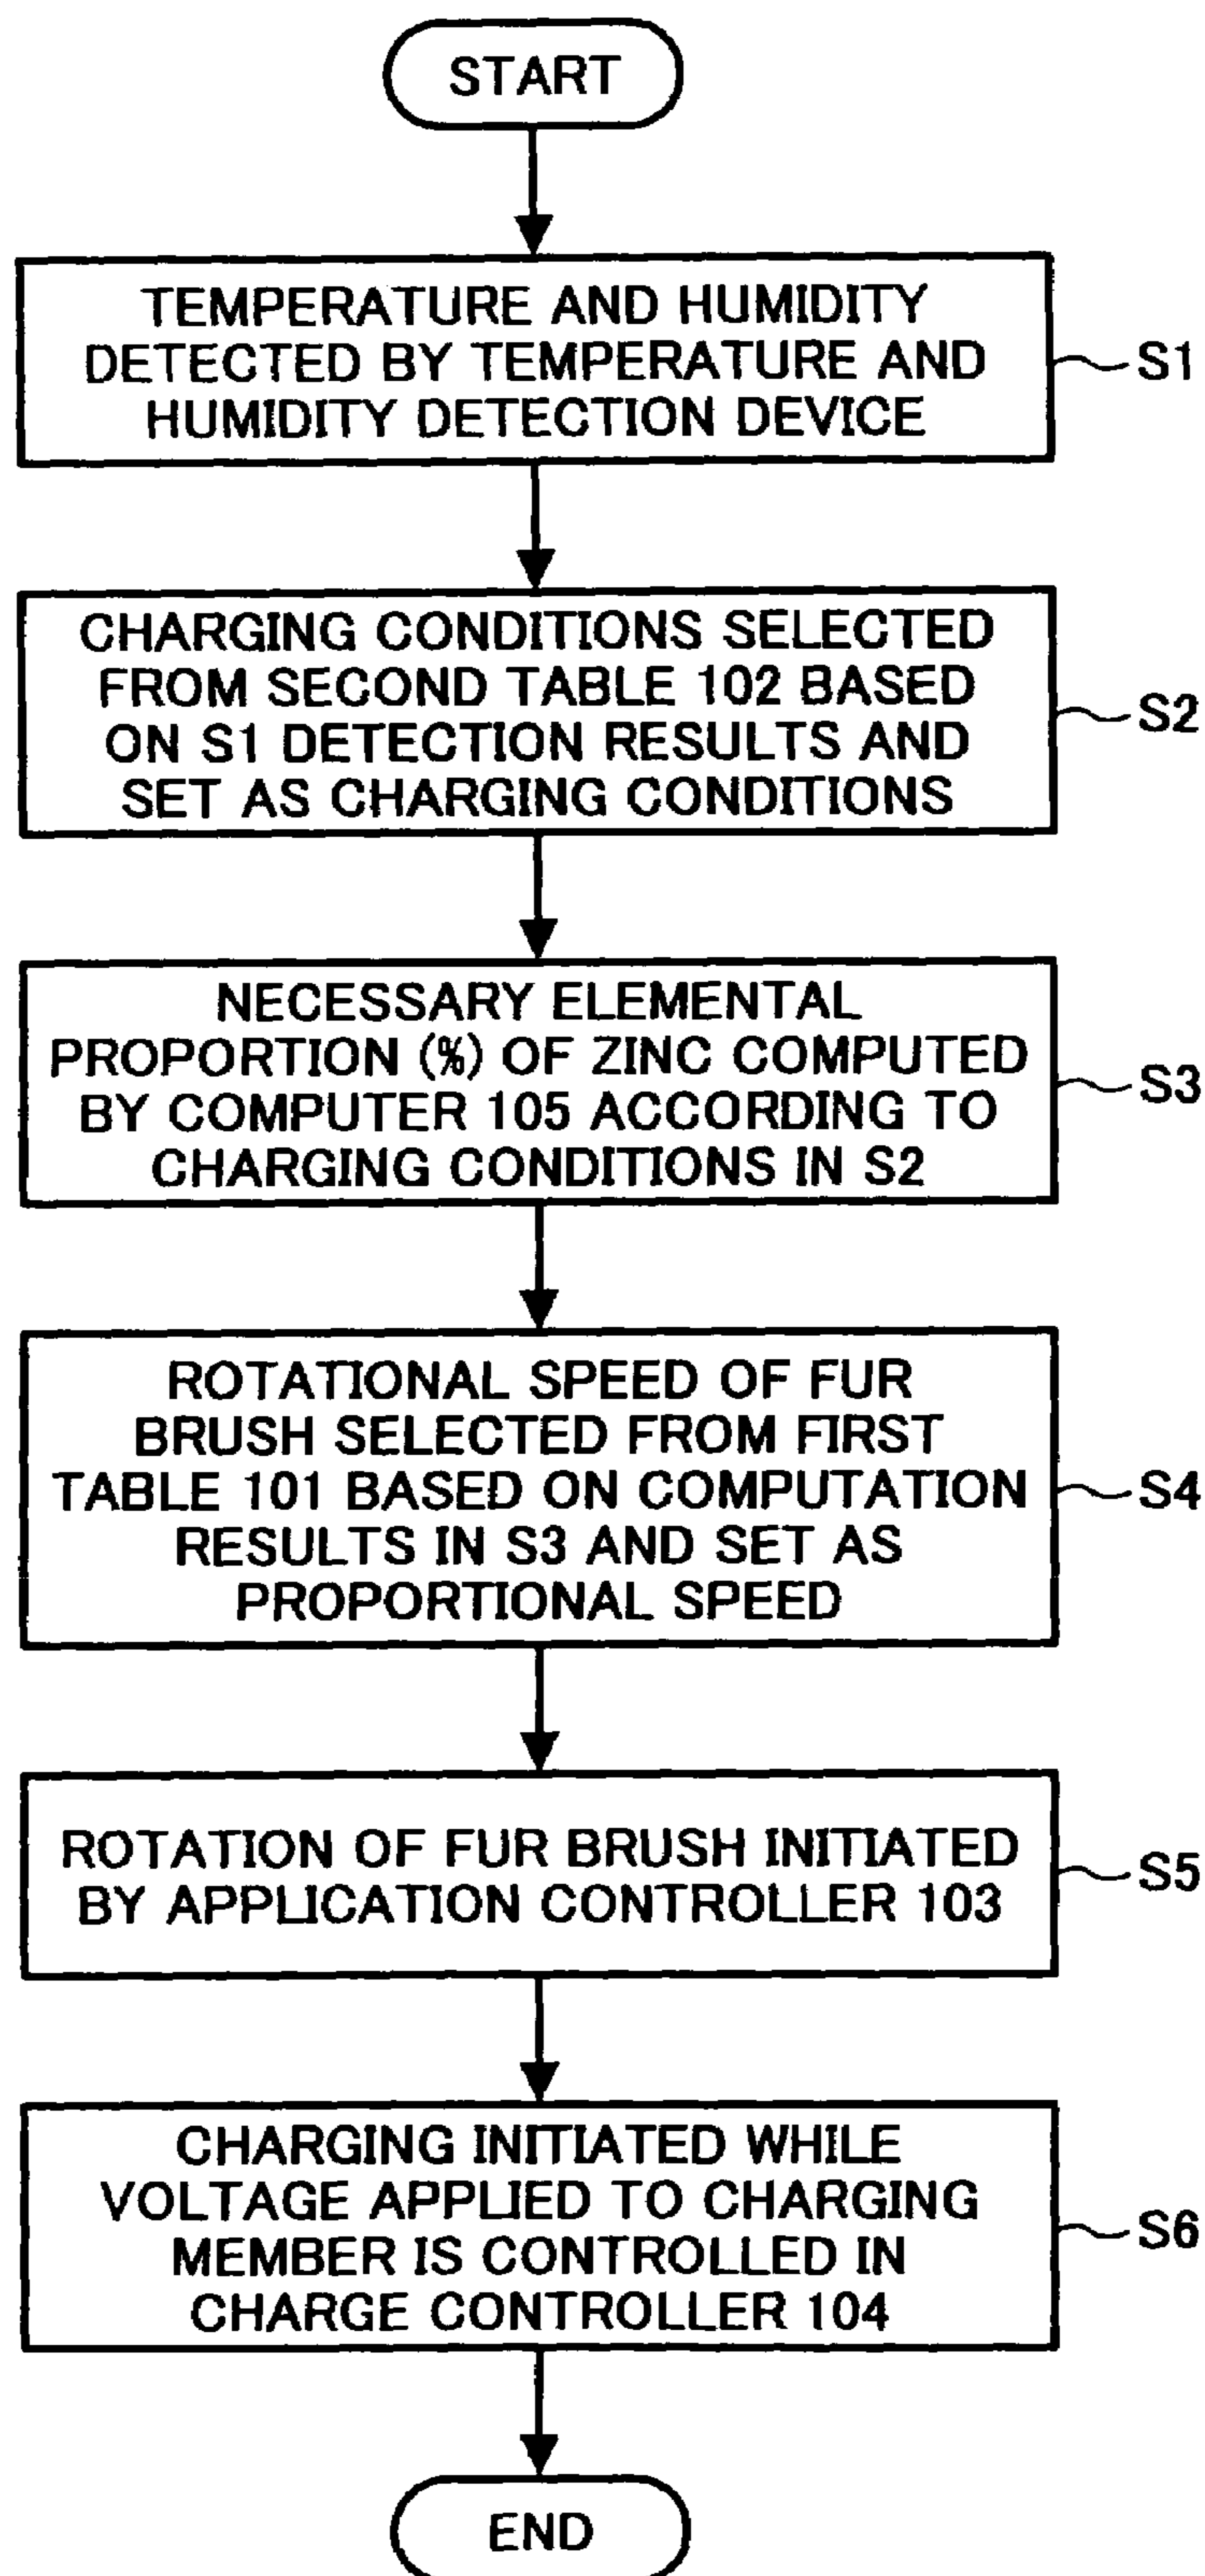 START
TEMPERATURE AND HUMIDITY
DETECTED BY TEMPERATURE AND
HUMIDITY DETECTION DEVICE
S1
CHARGING CONDITIONS SELECTED
FROM SECOND TABLE 102 BASED
ON S1 DETECTION RESULTS AND
SET AS CHARGING CONDITIONS
S2
NECESSARY ELEMENTAL
PROPORTION (%) OF ZINC COMPUTED
BY COMPUTER 105 ACCORDING TO
CHARGING CONDITIONS IN S2
S3
ROTATIONAL SPEED OF FUR
BRUSH SELECTED FROM FIRST
TABLE 101 BASED ON COMPUTATION
RESULTS IN S3 AND SET AS
PROPORTIONAL SPEED
S4
ROTATION OF FUR BRUSH INITIATED
BY APPLICATION CONTROLLER 103
S5
CHARGING INITIATED WHILE
VOLTAGE APPLIED TO CHARGING
MEMBER IS CONTROLLED IN
CHARGE CONTROLLER 104
S6
END